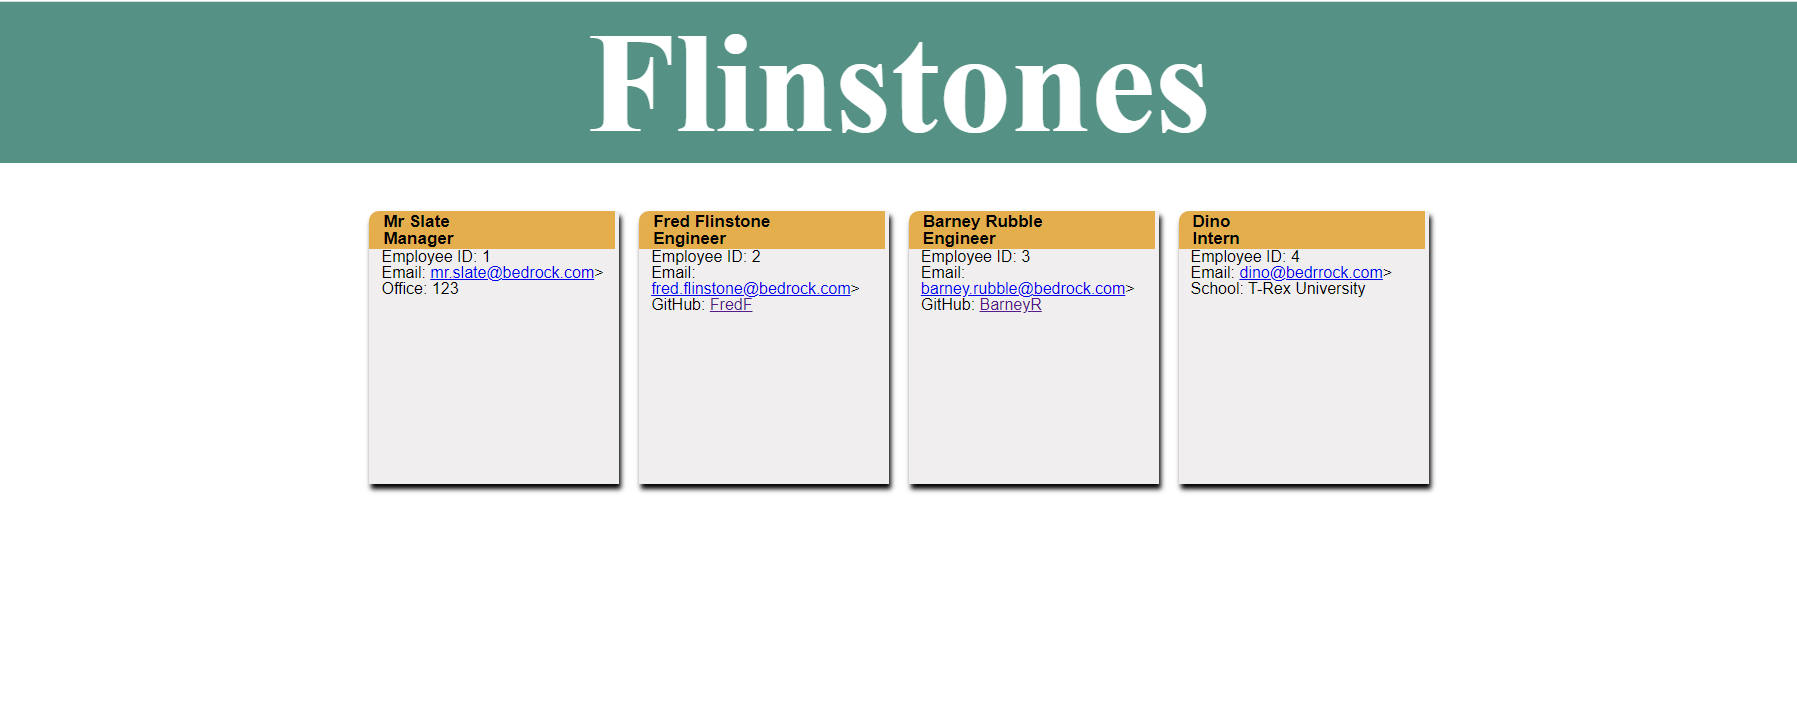 Flinstones
Mr Slate
Manager
Employee ID: 1
Email: mr.slate@bedrock.com>
Office: 123
Fred Flinstone
Engineer
Employee ID: 2
Email:
fred.flinstone@bedrock.com>
GitHub: FredF
Barney Rubble
Engineer
Employee ID: 3
Email:
barney.rubble@bedrock.com>
GitHub: BarneyR
Dino
Intern
Employee ID: 4
Email: dino@bedrrock.com>
School: T-Rex University